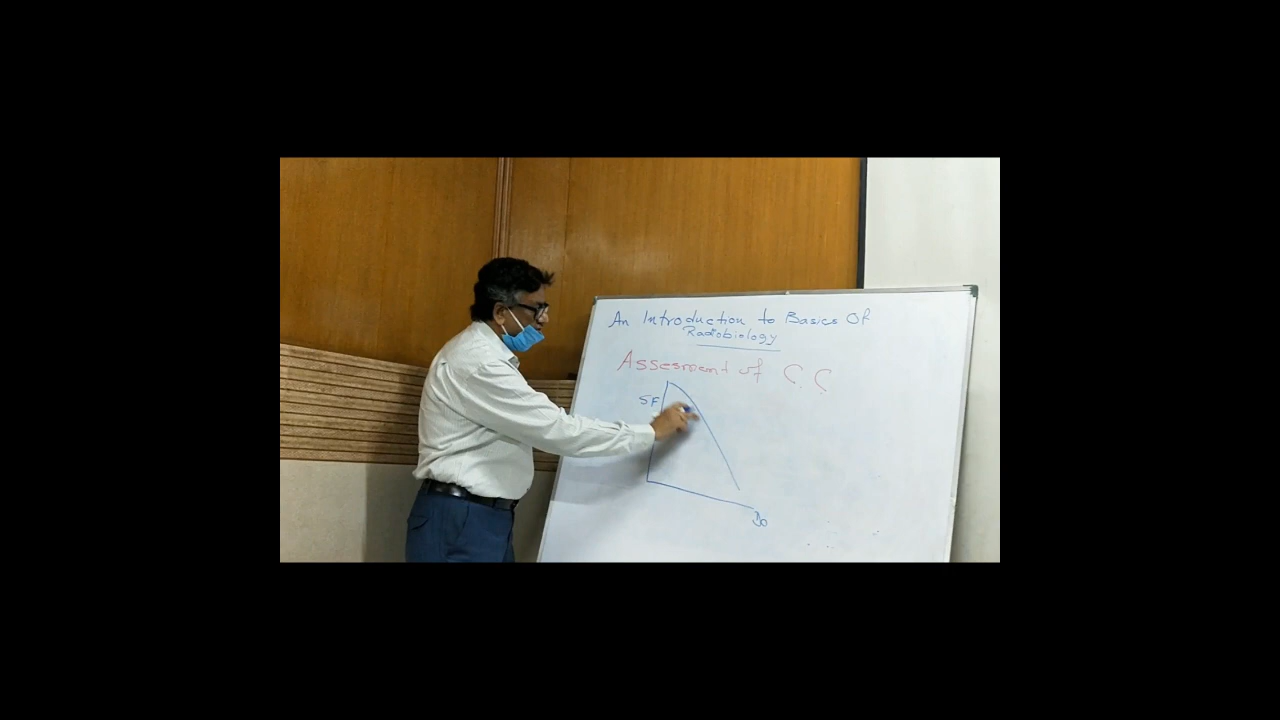 An Introduction to Basics Of
Radiobiology
Assesment of C.C
SF
Do